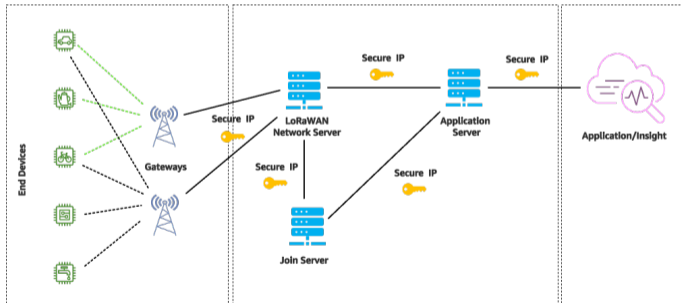 Secure IP
Secure IP
LoRaWAN
Network Server
Application
Server
Application/Insight
Secure IP
Gateways
End Devices
Secure IP
Secure IP
Join Server